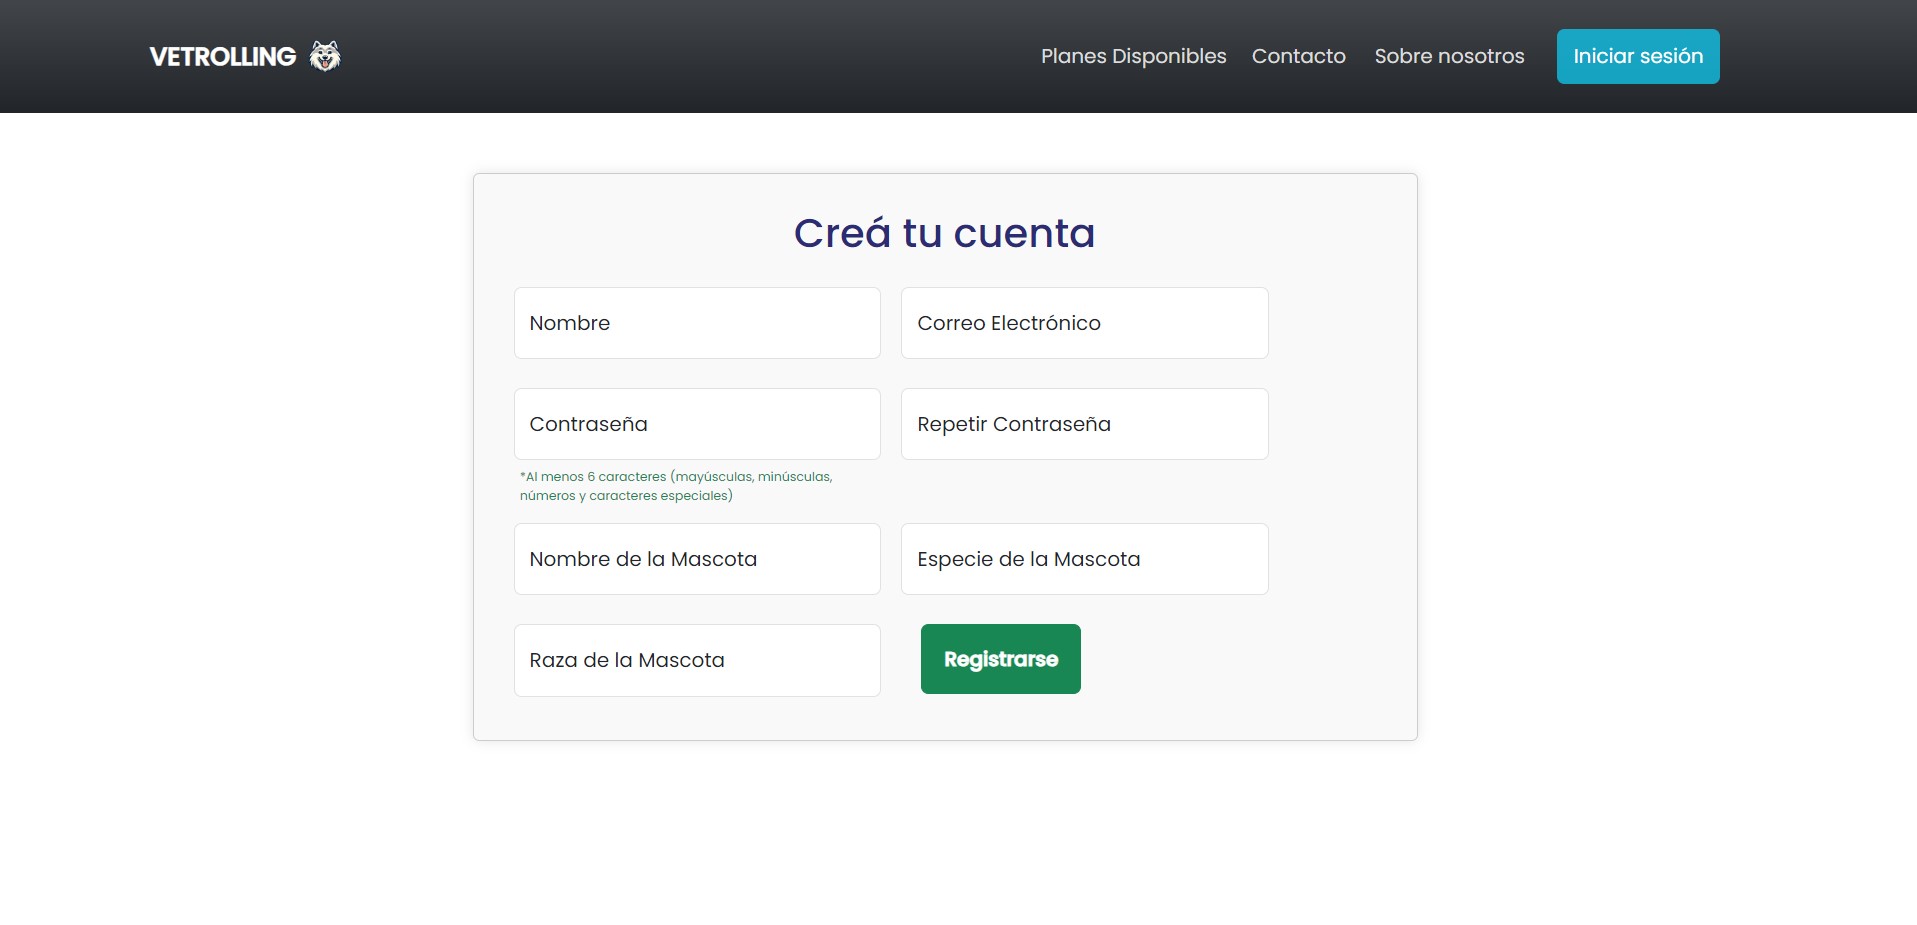 VETROLLING
Planes Disponibles
Contacto
Sobre nosotros
Iniciar sesión
Creá tu cuenta
Nombre
Correo Electrónico
Contraseña
Repetir Contraseña
*Al menos 6 caracteres (mayúsculas, minúsculas,
números y caracteres especiales)
Nombre de la Mascota
Especie de la Mascota
Raza de la Mascota
Registrarse